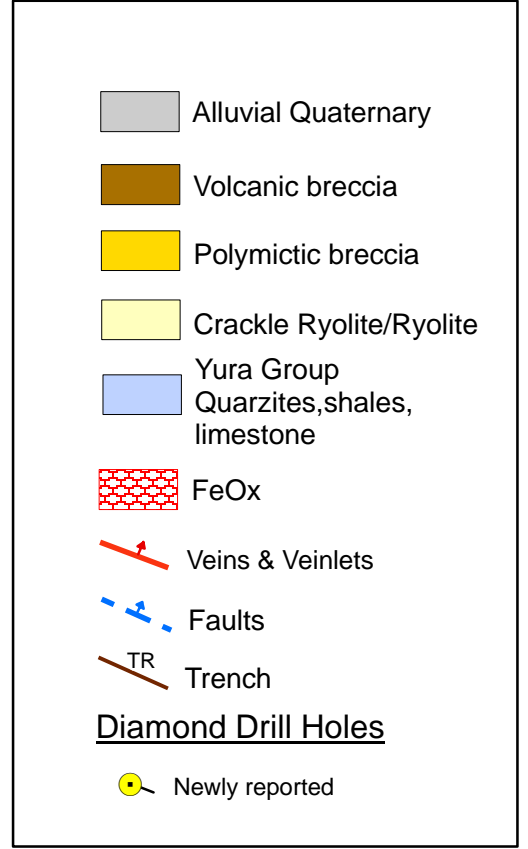 Alluvial Quaternary
Volcanic breccia
Polymictic breccia
Crackle Ryolite/Ryolite
Yura Group
Quarzites,shales,
limestone
FeOx
Veins & Veinlets
Faults
TR
Trench
Diamond Drill Holes
Newly reported